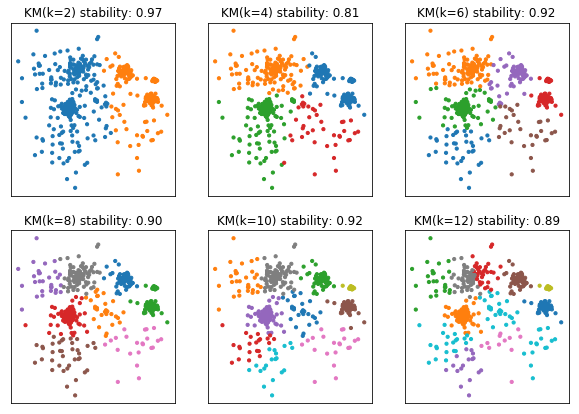 KM(k=2) stability: 0.97
KM(k=4) stability: 0.81
KM(k=6) stability: 0.92
KM(k=8) stability: 0.90
KM(k=10) stability: 0.92
KM(k=12) stability: 0.89